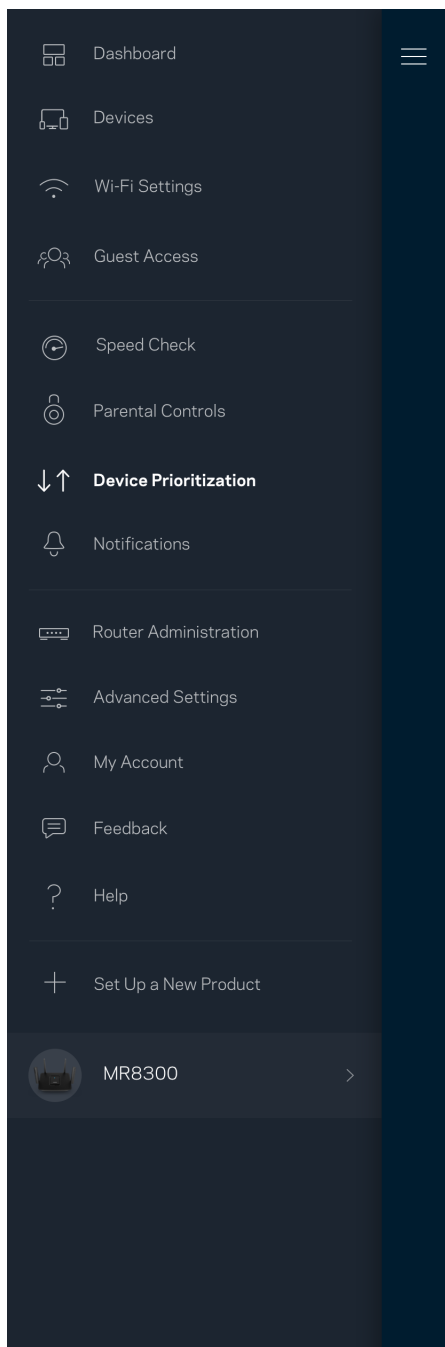 Dashboard
Devices
Wi-Fi Settings
Guest Access
Speed Check
Parental Controls
Device Prioritization
Notifications
Router Administration
Advanced Settings
My Account
Feedback
Help
Set Up a New Product
MR8300